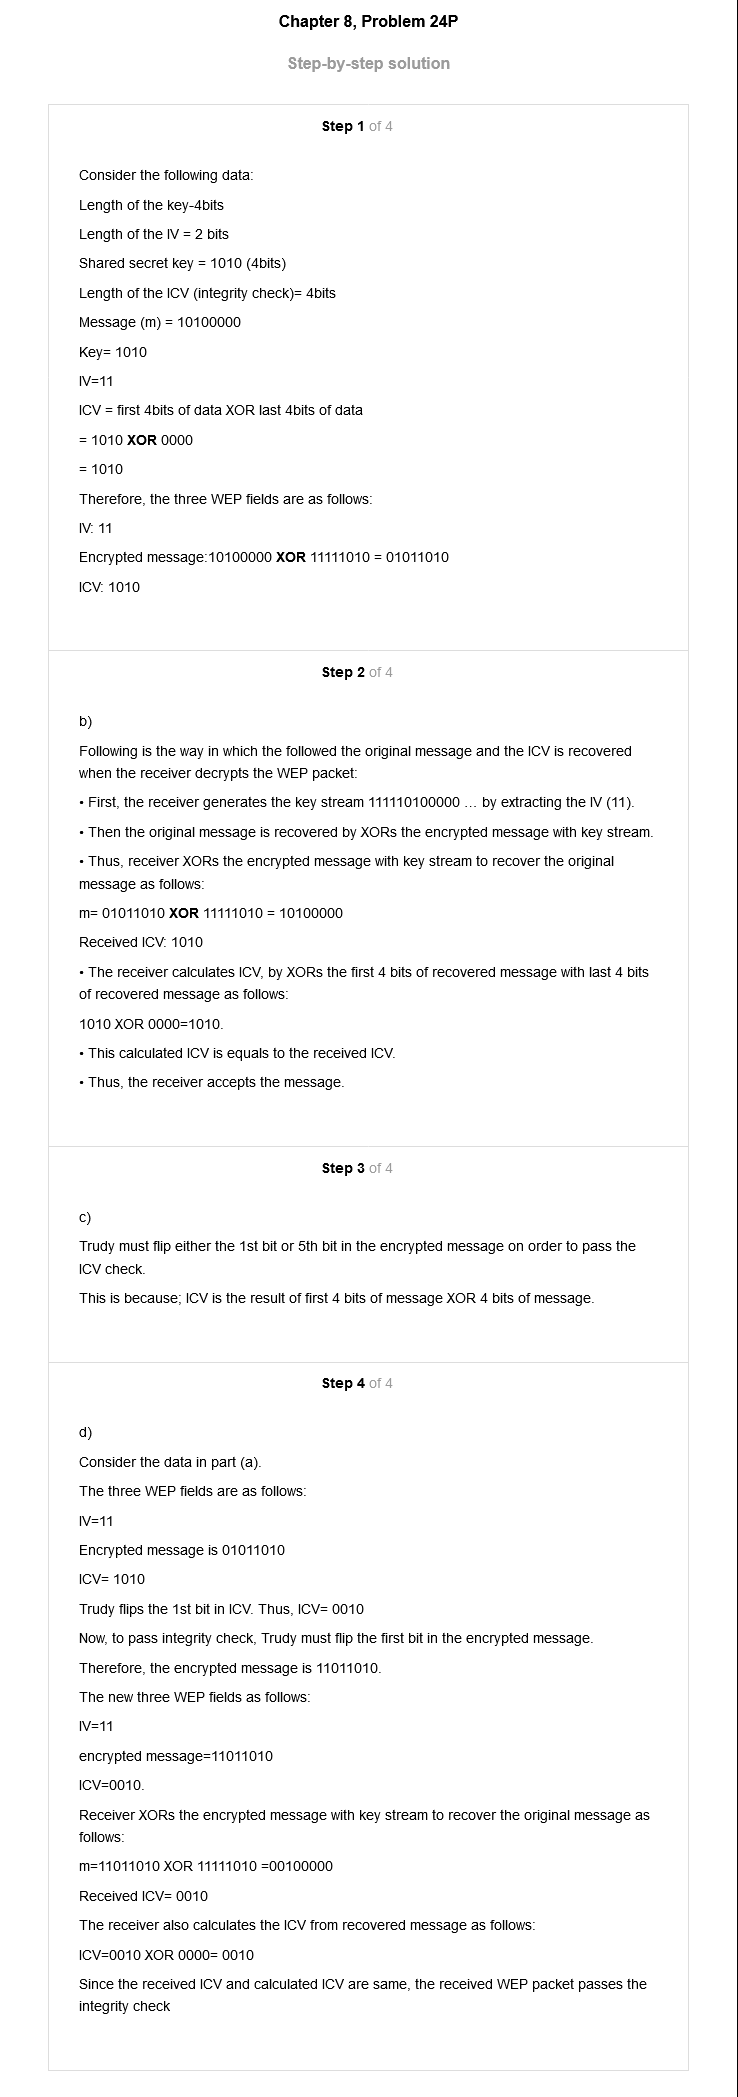 Chapter 8, Problem 24P
Step-by-step solution
Step 1 of 4
Consider the following data:
Length of the key-4bits
Length of the IV = 2 bits
Shared secret key = 1010 (4bits)
Length of the ICV (integrity check)= 4bits
Message (m) = 10100000
Key= 1010
IV=11
ICV = first 4bits of data XOR last 4bits of data
= 1010 XOR 0000
= 1010
Therefore, the three WEP fields are as follows:
IV: 11
Encrypted message:10100000 XOR 11111010 = 01011010
ICV: 1010
Step 2 of 4
b)
Following is the way in which the followed the original message and the ICV is recovered
when the receiver decrypts the WEP packet:
• First, the receiver generates the key stream 111110100000 … by extracting the IV (11).
• Then the original message is recovered by XORs the encrypted message with key stream.
• Thus, receiver XORs the encrypted message with key stream to recover the original
message as follows:
m= 01011010 XOR 11111010 = 10100000
Received ICV: 1010
• The receiver calculates ICV, by XORs the first 4 bits of recovered message with last 4 bits
of recovered message as follows:
1010 XOR 0000=1010.
• This calculated ICV is equals to the received ICV.
• Thus, the receiver accepts the message.
Step 3 of 4
c)
Trudy must flip either the 1st bit or 5th bit in the encrypted message on order to pass the
ICV check.
This is because; ICV is the result of first 4 bits of message XOR 4 bits of message.
Step 4 of 4
d)
Consider the data in part (a).
The three WEP fields are as follows:
IV=11
Encrypted message is 01011010
ICV= 1010
Trudy flips the 1st bit in ICV. Thus, ICV= 0010
Now, to pass integrity check, Trudy must flip the first bit in the encrypted message.
Therefore, the encrypted message is 11011010.
The new three WEP fields as follows:
IV=11
encrypted message=11011010
ICV=0010.
Receiver XORs the encrypted message with key stream to recover the original message as
follows:
m=11011010 XOR 11111010 =00100000
Received ICV= 0010
The receiver also calculates the ICV from recovered message as follows:
ICV=0010 XOR 0000= 0010
Since the received ICV and calculated ICV are same, the received WEP packet passes the
integrity check